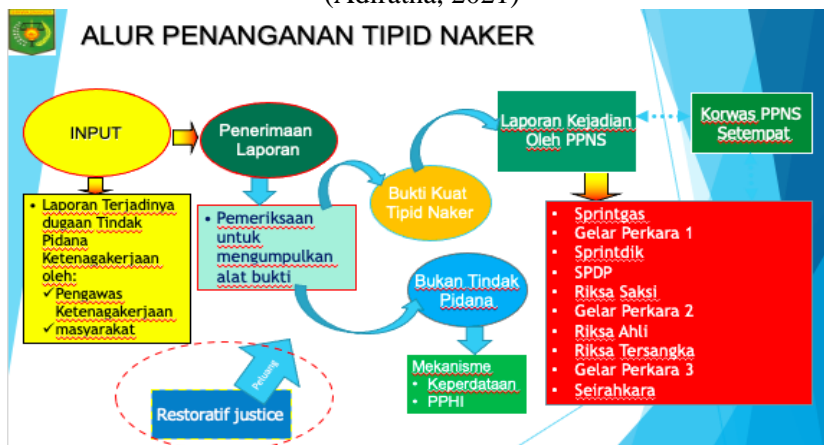 (Adiratna, 2021)
ALUR PENANGANAN TIPID NAKER
INPUT
Penerimaan
Laporan
Laporan Kejadian
Oleh PPNS
Korwas PPNS
Setempat
• Laporan Terjadinya
dugaan Tindak
Pidana
Ketenagakerjaan
oleh:
✓Pengawas
Ketenagakerjaan
✓masyarakat
• Pemeriksaan
untuk
mengumpulkan
alat bukti
Bukti Kuat
Tipid Naker
Bukan Tindak
Pidana
Mekanisme
• Keperdataan
• PPHI
▪ Sprintgas
▪ Gelar Perkara 1
▪ Sprintdik
▪ SPDP
▪ Riksa Saksi
▪ Gelar Perkara 2
▪ Riksa Ahli
▪ Riksa Tersangka
▪ Gelar Perkara 3
▪ Seirahkara
Peluang
Restoratif justice